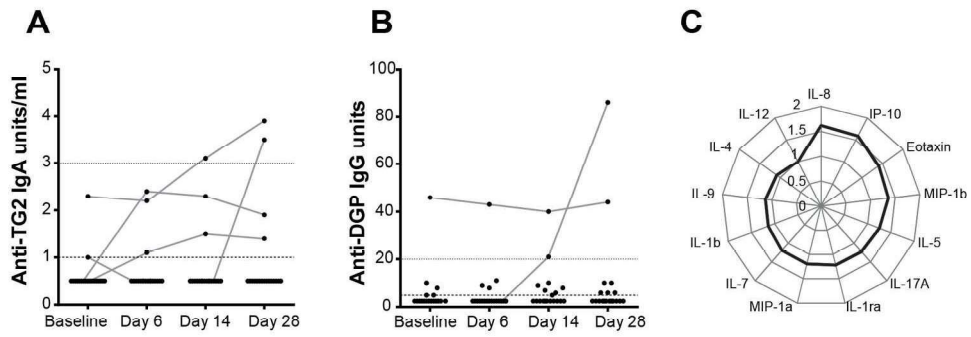 A
Anti-TG2 IgA units/ml
5
4
3
2
1
0
Baseline Day 6 Day 14 Day 28
B
Anti-DGP IgG units
100
80
60
40
20
0
Baseline Day 6 Day 14 Day 28
C
IL-8
IP-10
Eotaxin
MIP-1b
IL-5
IL-17A
IL-1ra
MIP-1a
IL-7
IL-1b
IL-9
IL-4
IL-12
2
1.5
1
0.5
0